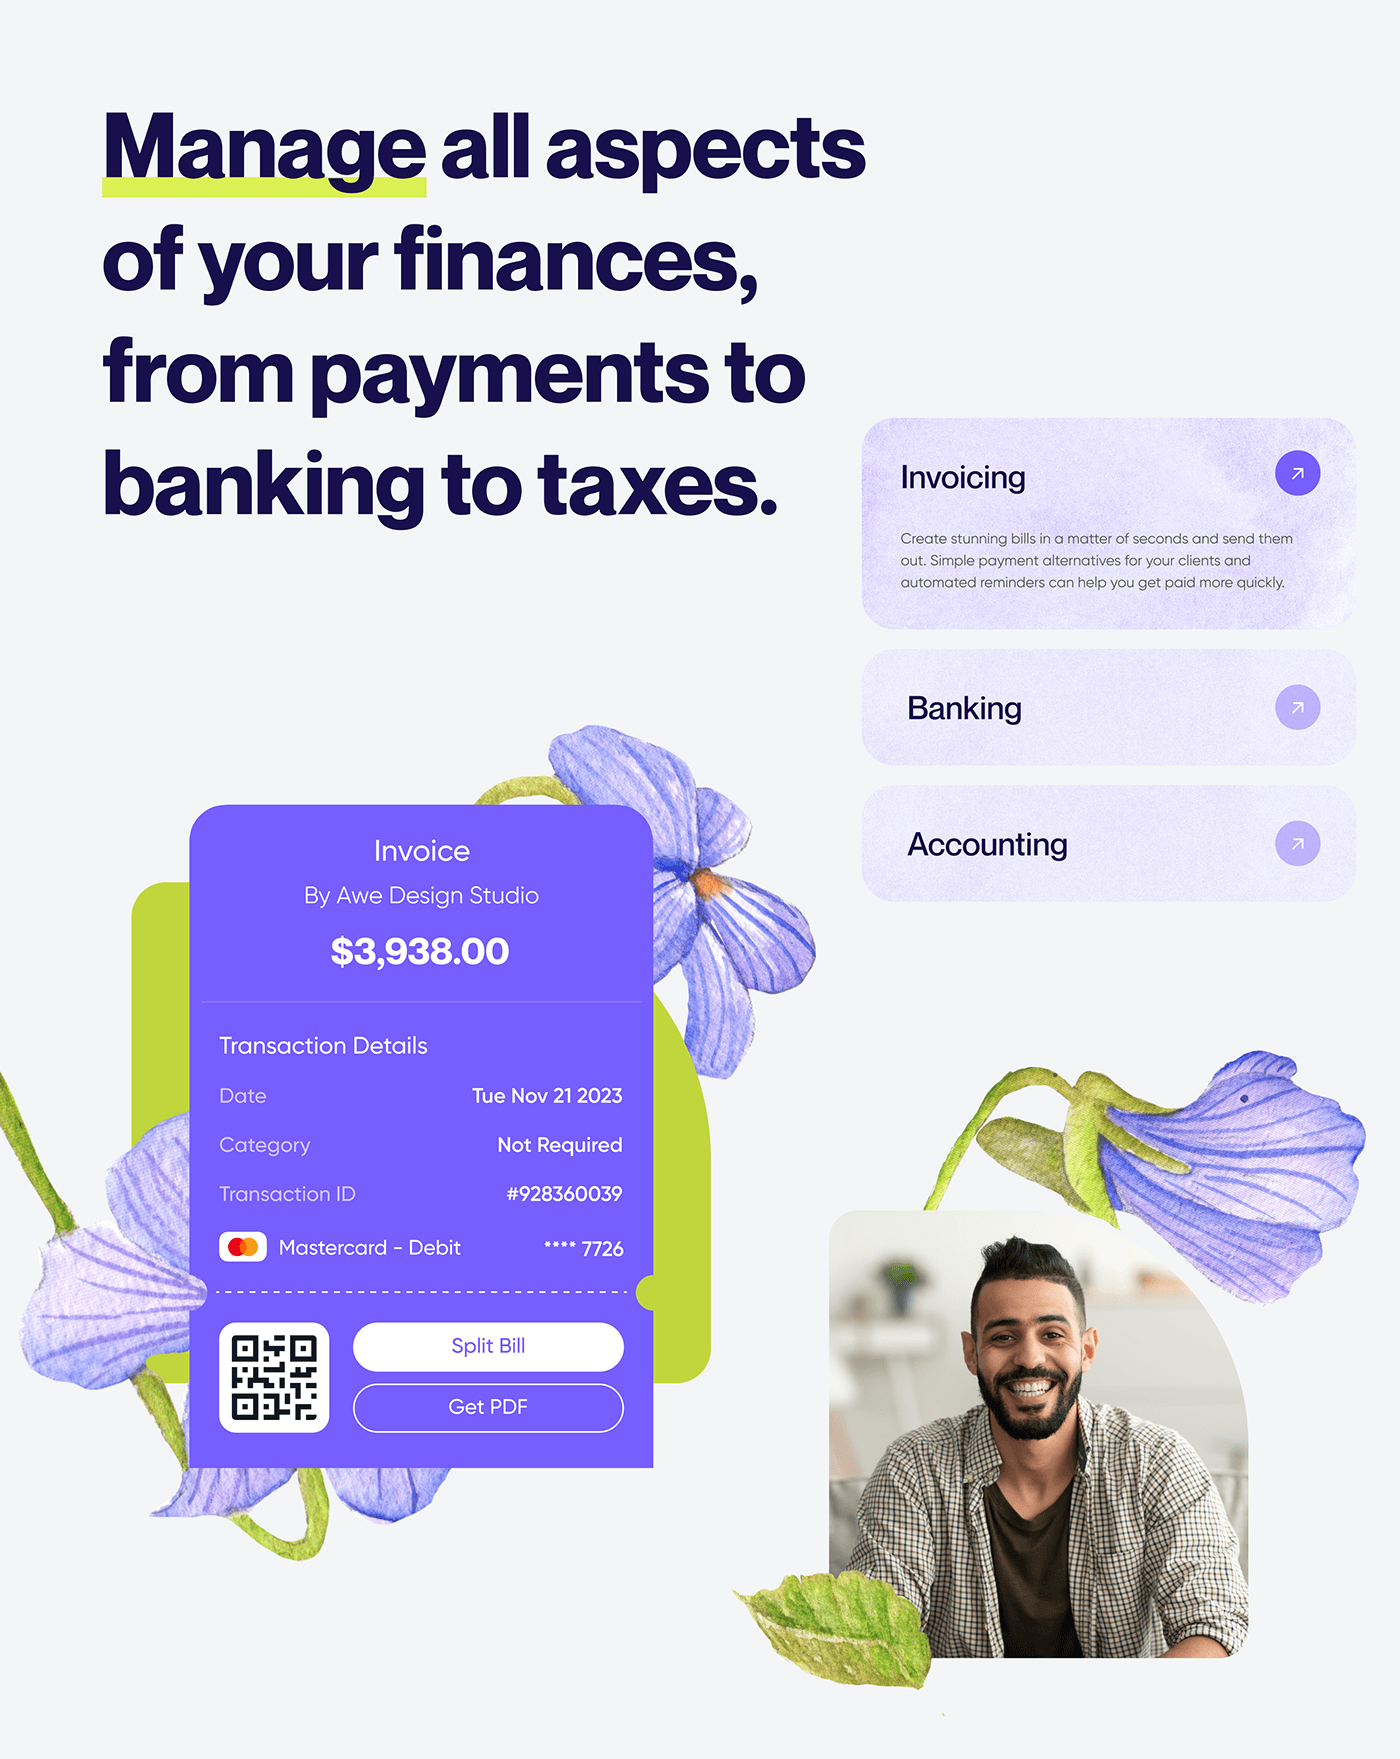 Manage all aspects
of your finances,
from payments to
banking to taxes.
Invoicing
Create stunning bills in a matter of seconds and send them
out. Simple payment alternatives for your clients and
automated reminders can help you get paid more quickly.
Banking
Accounting
Invoice
By Awe Design Studio
$3,938.00
Transaction Details
Date Tue Nov 21 2023
Category Not Required
Transaction ID #928360039
Mastercard - Debit **** 7726
Split Bill
Get PDF